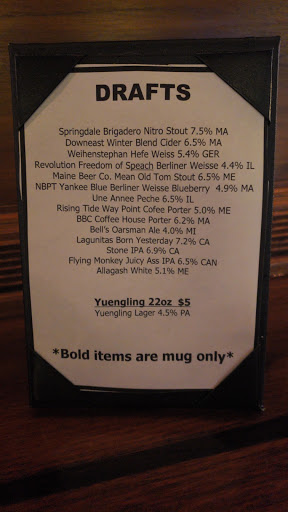 DRAFTS
Springdale Brigadero Nitro Stout 7.5% MA
Downeast Winter Blend Cider 6.5% MA
Weihenstephan Hefe Weiss 5.4% GER
Revolution Freedom of Speach Berliner Weisse 4.4% IL
Maine Beer Co. Mean Old Tom Stout 6.5% ME
NBPT Yankee Blue Berliner Weisse Blueberry 4.9% MA
Une Annee Peche 6.5% IL
Rising Tide Way Point Cofee Porter 5.0% ME
BBC Coffee House Porter 6.2% MA
Bell's Oarsman Ale 4.0% MI
Lagunitas Born Yesterday 7.2% CA
Stone IPA 6.9% CA
Flying Monkey Juicy Ass IPA 6.5% CAN
Allagash White 5.1% ME
Yuengling 22oz $5
Yuengling Lager 4.5% PA
*Bold items are mug only*